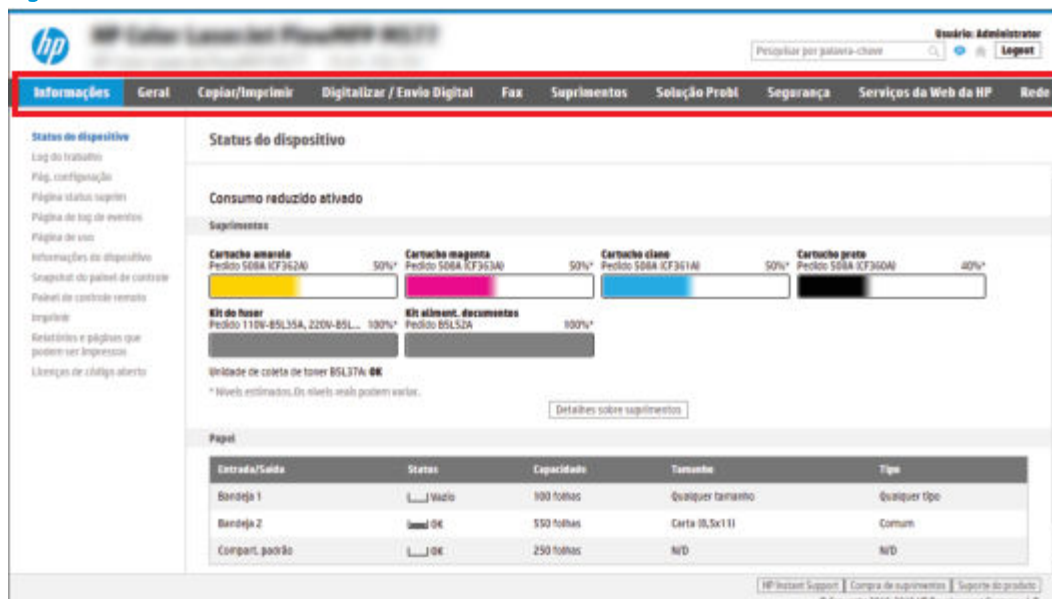 hp
Usuário: Administrator
Pesquisar por palavra-chave
Logout
Informações Geral Copiar/Imprimir Digitalizar / Envio Digital Fax Suprimentos Solução Probl Segurança Serviços da Web da HP Rede
Status do dispositivo
Log do trabalho
Pág. configuração
Página status suprim
Página de log de eventos
Página de uso
Informações do dispositivo
Snapshot do painel de controle
Painel de controle remoto
Imprimir
Relatórios e páginas que
podem ser impressos
Licenças de código aberto
Status do dispositivo
Consumo reduzido ativado
Suprimentos
Cartucho amarelo Cartucho magenta Cartucho ciano Cartucho preto
Pedido 508A (CF362A) 50%* Pedido 508A (CF363A) 50%* Pedido 508A (CF361A) 50%* Pedido 508A (CF360A) 40%*
Kit do fusor Kit aliment. documentos
Pedido 110V-B5L35A, 220V-B5L... 100%* Pedido B5L52A 100%*
Unidade de coleta de toner B5L37A: OK
* Níveis estimados. Os níveis reais podem variar.
Detalhes sobre suprimentos
Papel
Entrada/Saída Status Capacidade Tamanho Tipo
Bandeja 1 Vazio 100 folhas Qualquer tamanho Qualquer tipo
Bandeja 2 OK 550 folhas Carta (8,5x11) Comum
Compart. padrão OK 250 folhas N/D N/D
HP Instant Support Compra de suprimentos Suporte do produto